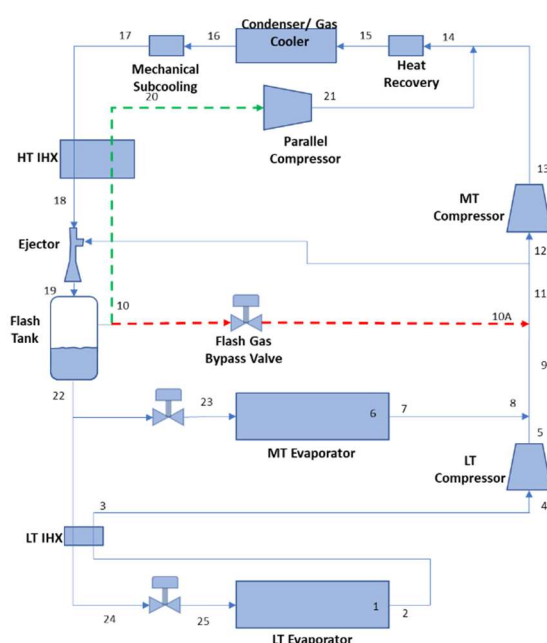 Condenser/ Gas
Cooler
17
16
15
14
Mechanical
Subcooling
Heat
Recovery
20
21
Parallel
Compressor
HT IHX
13
18
MT
Compressor
Ejector
12
19
11
10
10A
Flash
Tank
Flash Gas
Bypass Valve
9
22
23
6
7
8
5
MT Evaporator
LT
Compressor
4
3
LT IHX
1
2
24
25
LT Evaporator